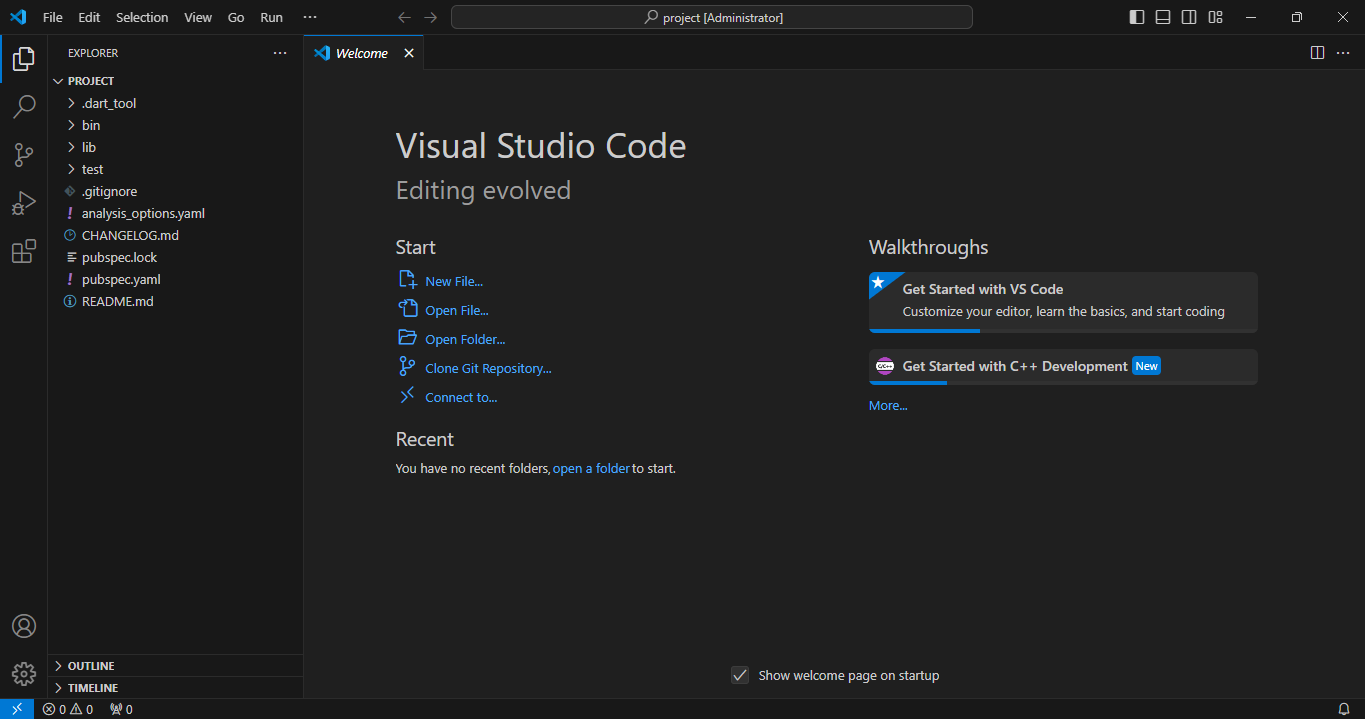 File Edit Selection View Go Run ···
project [Administrator]
EXPLORER
Welcome
PROJECT
.dart_tool
bin
lib
test
.gitignore
analysis_options.yaml
CHANGELOG.md
pubspec.lock
pubspec.yaml
README.md
OUTLINE
TIMELINE
Visual Studio Code
Editing evolved
Start
New File...
Open File...
Open Folder...
Clone Git Repository...
Connect to...
Recent
You have no recent folders, open a folder to start.
Walkthroughs
Get Started with VS Code
Customize your editor, learn the basics, and start coding
C/C++ Get Started with C++ Development New
More...
Show welcome page on startup
0 0 0